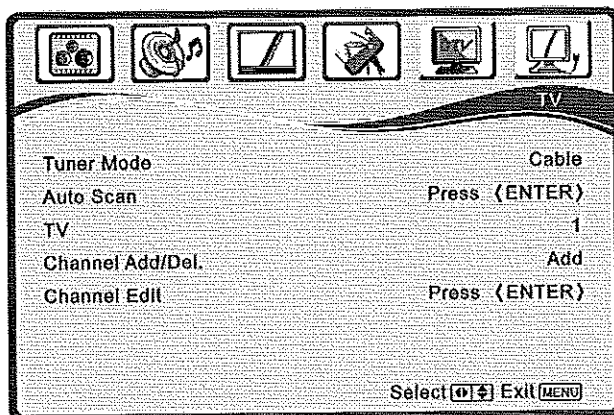 DTV
TV
Tuner Mode Cable
Auto Scan Press ⟨ENTER⟩
TV 1
Channel Add/Del. Add
Channel Edit Press ⟨ENTER⟩
Select Exit MENU